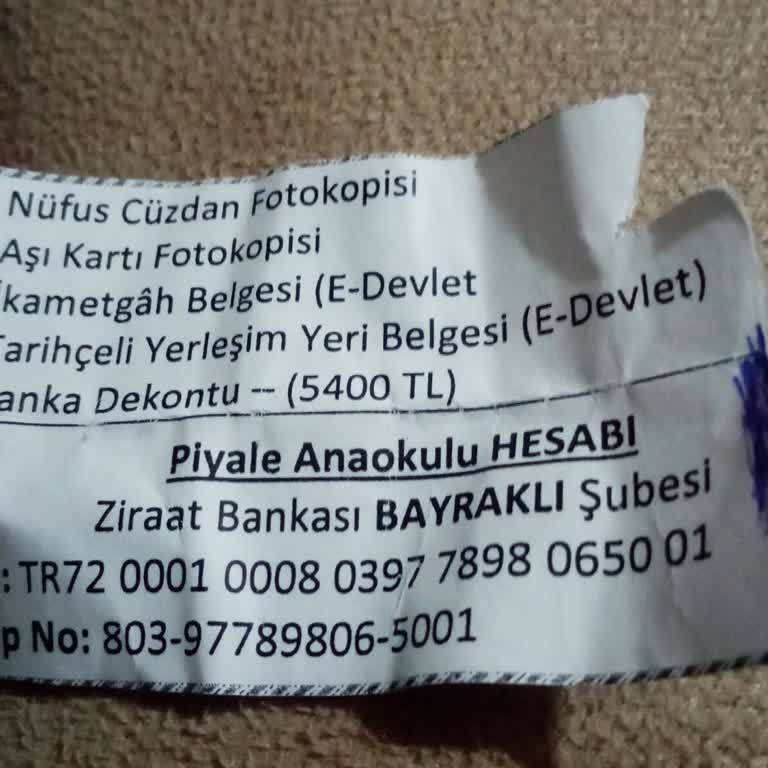 Nüfus Cüzdan Fotokopisi
Aşı Kartı Fotokopisi
İkametgâh Belgesi (E-Devlet
Tarihçeli Yerleşim Yeri Belgesi (E-Devlet)
anka Dekontu -- (5400 TL)
Piyale Anaokulu HESABI
Ziraat Bankası BAYRAKLI Şubesi
: TR72 0001 0008 0397 7898 0650 01
p No: 803-97789806-5001